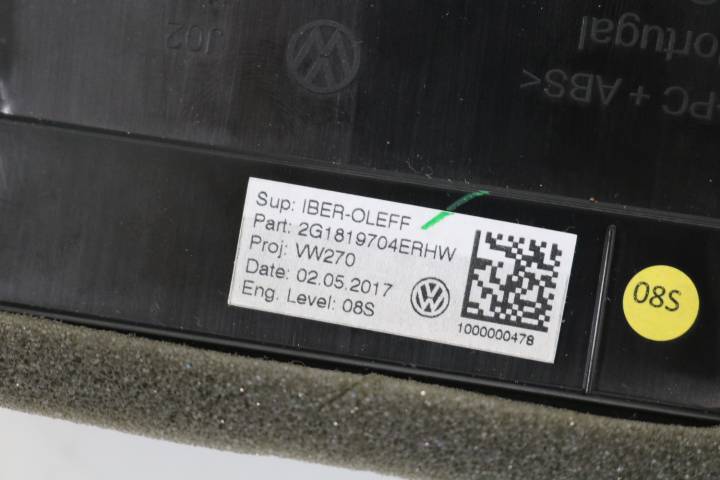 J02
ortugal
PC + ABS<
Sup: IBER-OLEFF
Part: 2G1819704ERHW
Proj: VW270
Date: 02.05.2017
Eng. Level: 08S
1000000478
08S